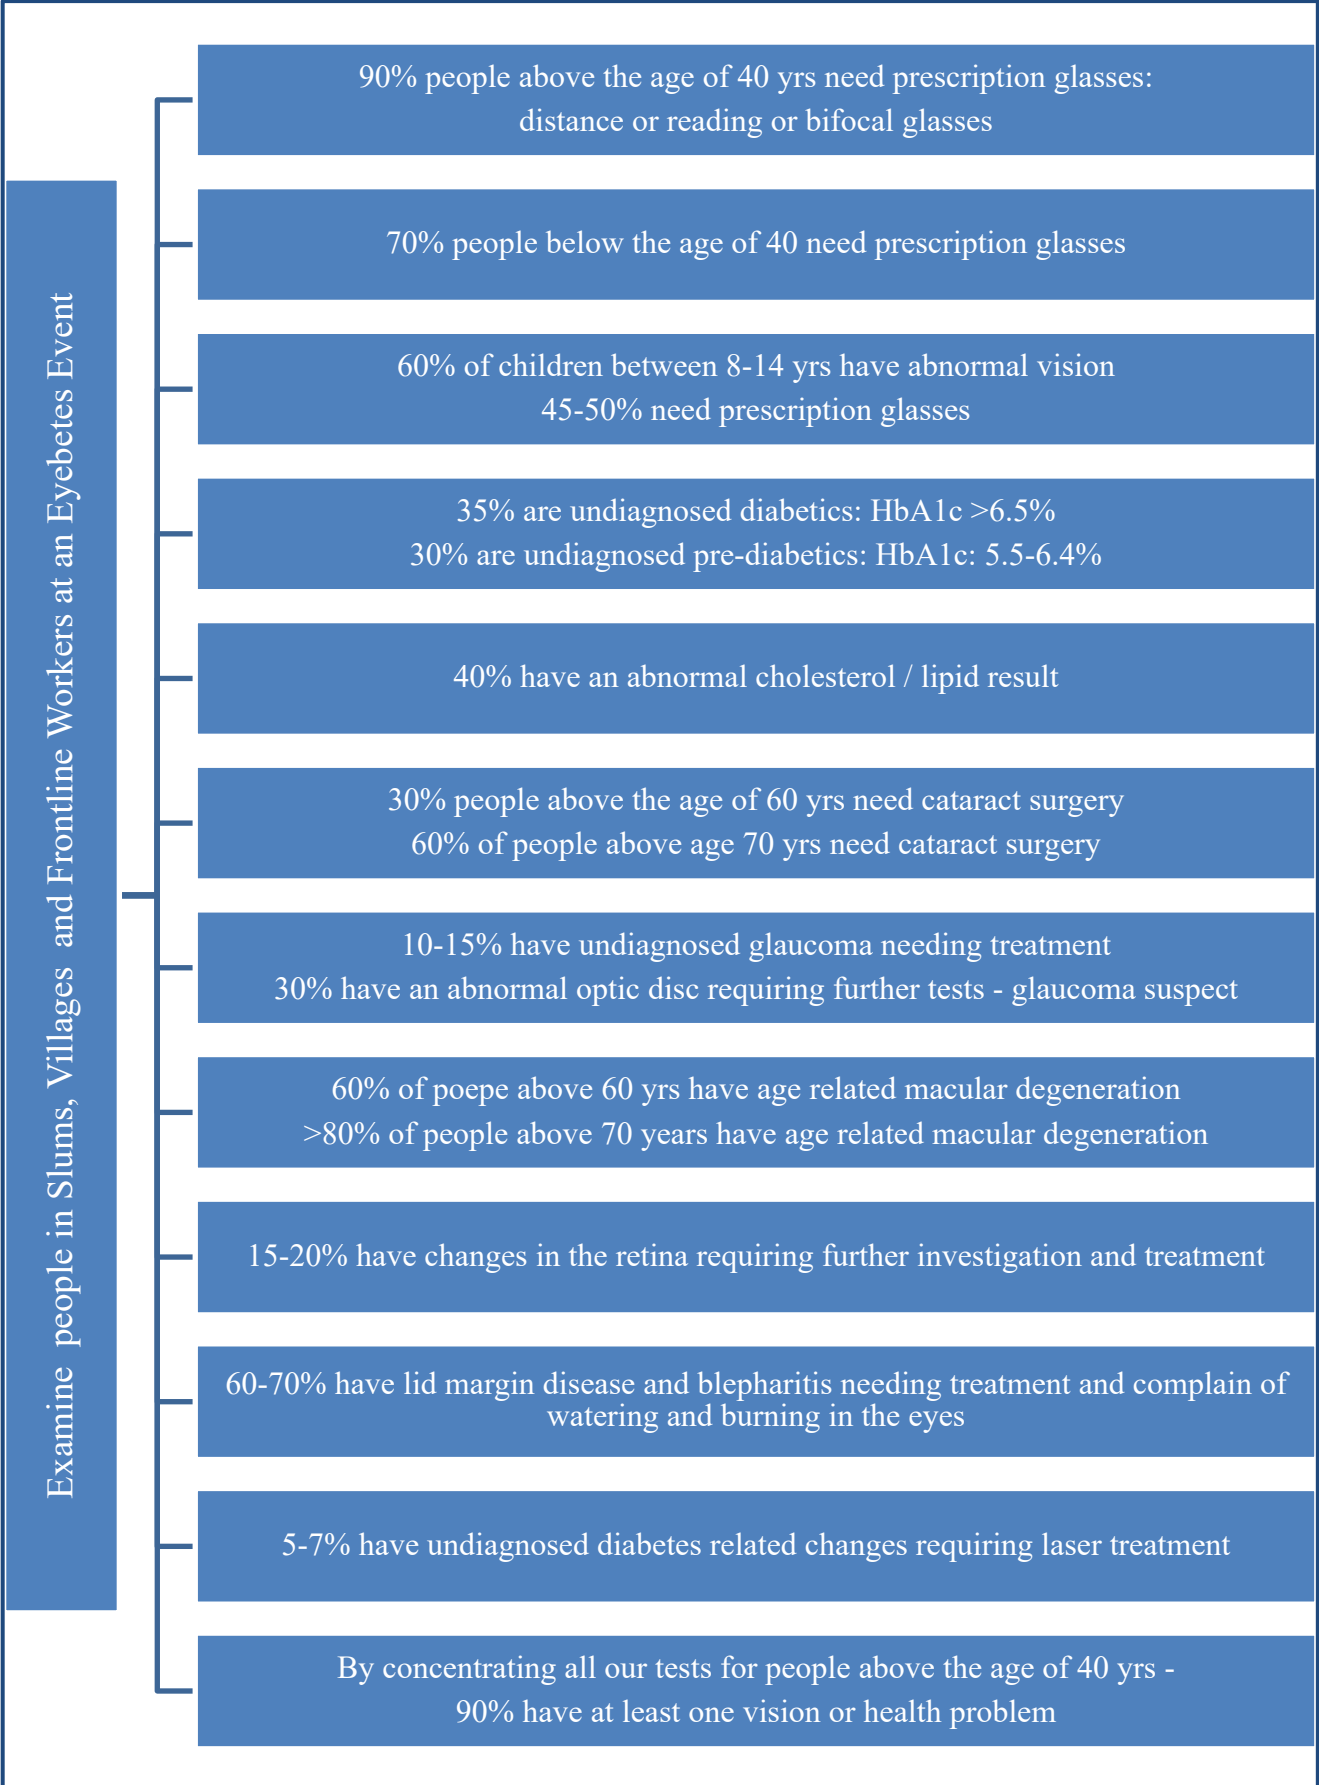 Examine people in Slums, Villages and Frontline Workers at an Eyebetes Event
90% people above the age of 40 yrs need prescription glasses:
distance or reading or bifocal glasses
70% people below the age of 40 need prescription glasses
60% of children between 8-14 yrs have abnormal vision
45-50% need prescription glasses
35% are undiagnosed diabetics: HbA1c >6.5%
30% are undiagnosed pre-diabetics: HbA1c: 5.5-6.4%
40% have an abnormal cholesterol / lipid result
30% people above the age of 60 yrs need cataract surgery
60% of people above age 70 yrs need cataract surgery
10-15% have undiagnosed glaucoma needing treatment
30% have an abnormal optic disc requiring further tests - glaucoma suspect
60% of poepe above 60 yrs have age related macular degeneration
>80% of people above 70 years have age related macular degeneration
15-20% have changes in the retina requiring further investigation and treatment
60-70% have lid margin disease and blepharitis needing treatment and complain of
watering and burning in the eyes
5-7% have undiagnosed diabetes related changes requiring laser treatment
By concentrating all our tests for people above the age of 40 yrs -
90% have at least one vision or health problem